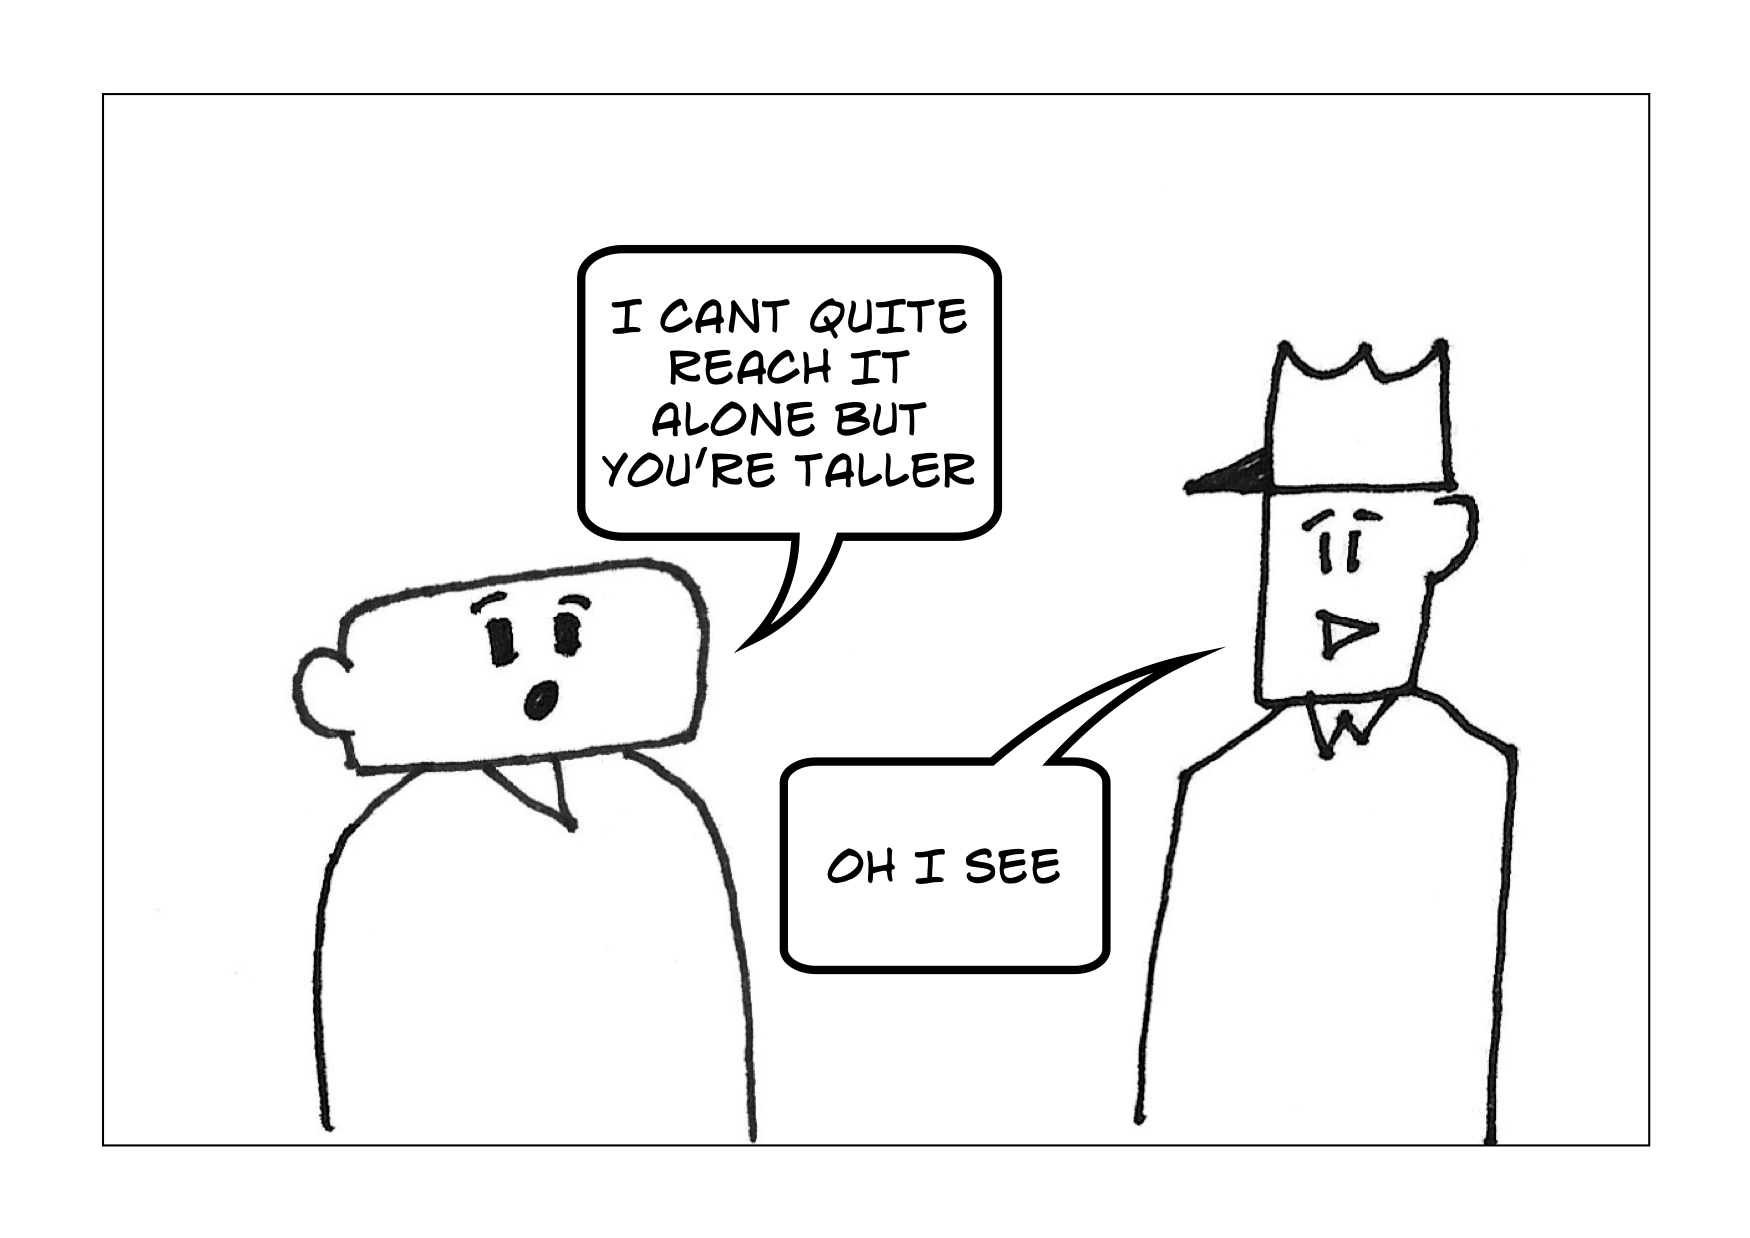 I CANT QUITE
REACH IT
ALONE BUT
YOU'RE TALLER
OH I SEE